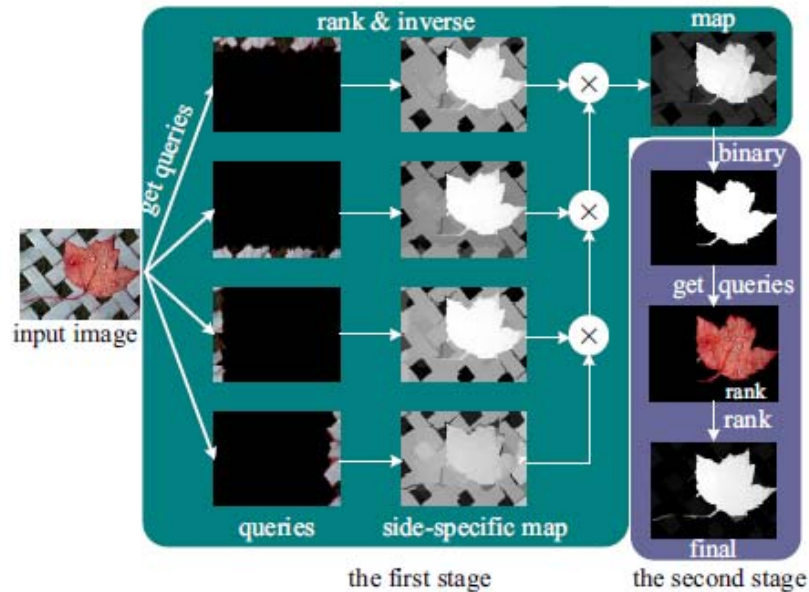 rank & inverse
map
get queries
binary
input image
get queries
rank
rank
queries
side-specific map
final
the first stage
the second stage